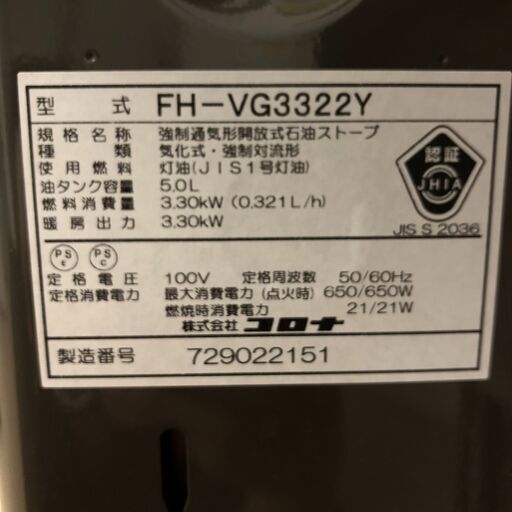 型式 FH-VG3322Y
規格名称 強制通気形開放式石油ストーブ
種類 気化式・強制対流形
使用燃料 灯油(JIS1号灯油)
油タンク容量 5.0L
燃料消費量 3.30kW (0.321L/h)
暖房出力 3.30kW
認証
JHIA
JIS S 2036
PS E PS C
定格電圧 100V 定格周波数 50/60Hz
定格消費電力 最大消費電力 (点火時) 650/650W
燃焼時消費電力 21/21W
株式会社 コロナ
製造番号 729022151